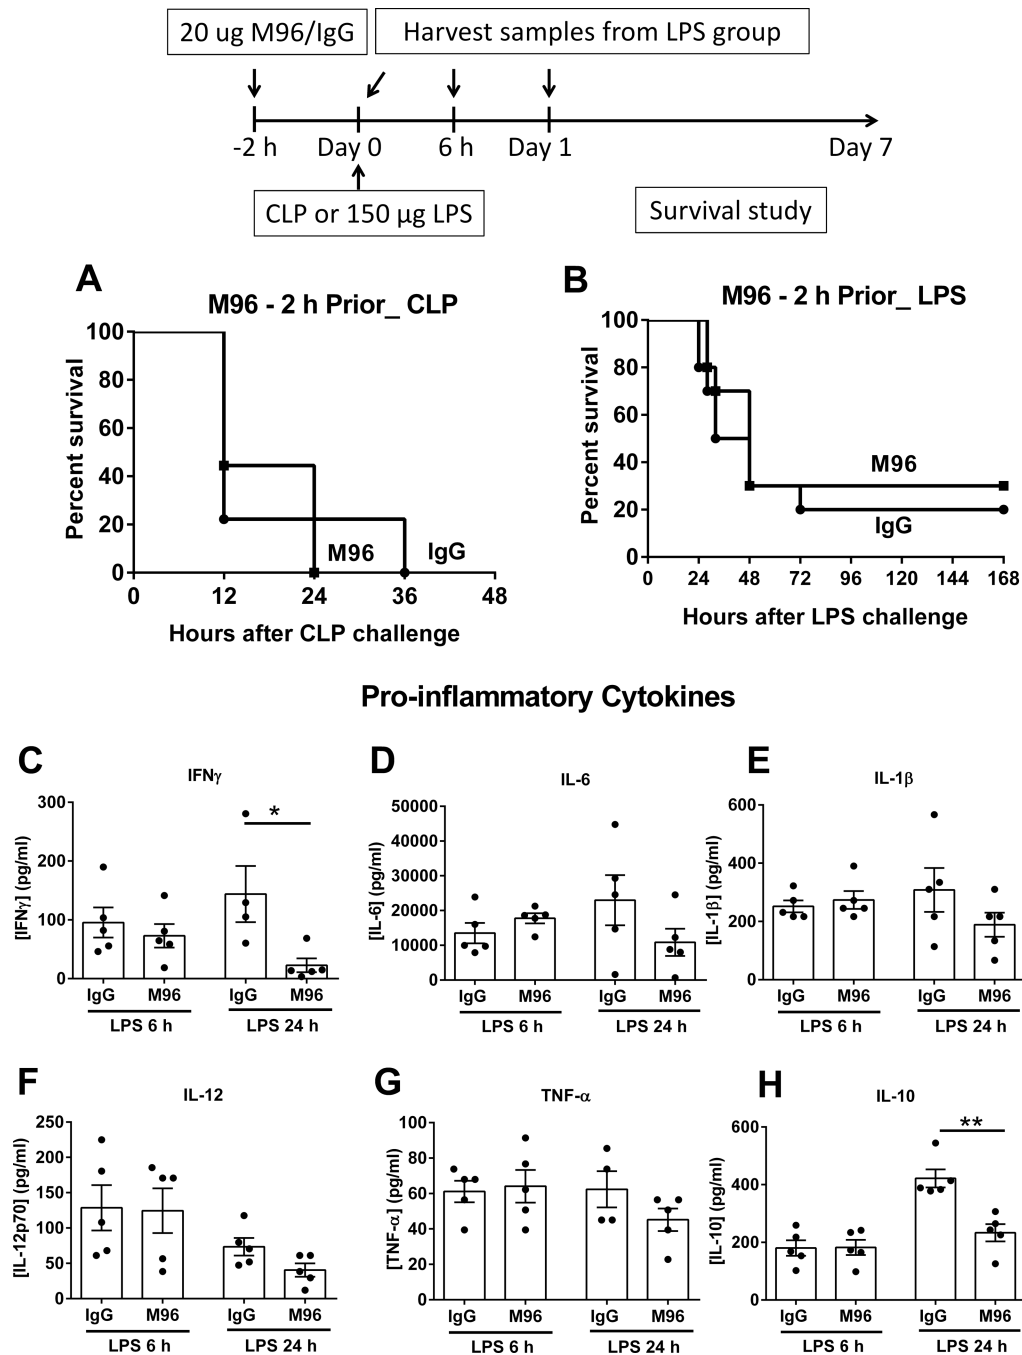 20 ug M96/IgG
Harvest samples from LPS group
-2 h Day 0 6 h Day 1 Day 7
CLP or 150 µg LPS
Survival study
A
M96 - 2 h Prior_ CLP
Percent survival
100
80
60
40
20
0
M96
IgG
0 12 24 36 48
Hours after CLP challenge
B
M96 - 2 h Prior_ LPS
Percent survival
100
80
60
40
20
0
M96
IgG
0 24 48 72 96 120 144 168
Hours after LPS challenge
Pro-inflammatory Cytokines
C
IFNγ
[IFNγ] (pg/ml)
300
200
100
0
*
IgG M96 IgG M96
LPS 6 h LPS 24 h
D
IL-6
[IL-6] (pg/ml)
50000
40000
30000
20000
10000
0
IgG M96 IgG M96
LPS 6 h LPS 24 h
E
IL-1β
[IL-1β] (pg/ml)
600
400
200
0
IgG M96 IgG M96
LPS 6 h LPS 24 h
F
IL-12
[IL-12p70] (pg/ml)
250
200
150
100
50
0
IgG M96 IgG M96
LPS 6 h LPS 24 h
G
TNF-α
[TNF-α] (pg/ml)
100
80
60
40
20
0
IgG M96 IgG M96
LPS 6 h LPS 24 h
H
IL-10
[IL-10] (pg/ml)
600
400
200
0
**
IgG M96 IgG M96
LPS 6 h LPS 24 h